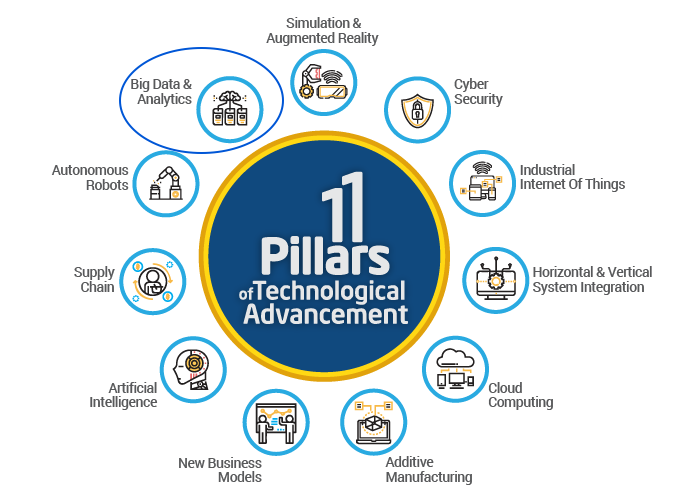 Simulation &
Augmented Reality
Big Data &
Analytics
Cyber
Security
Autonomous
Robots
Industrial
Internet Of Things
11
Pillars
of Technological
Advancement
Supply
Chain
Horizontal & Vertical
System Integration
Artificial
Intelligence
Cloud
Computing
New Business
Models
Additive
Manufacturing